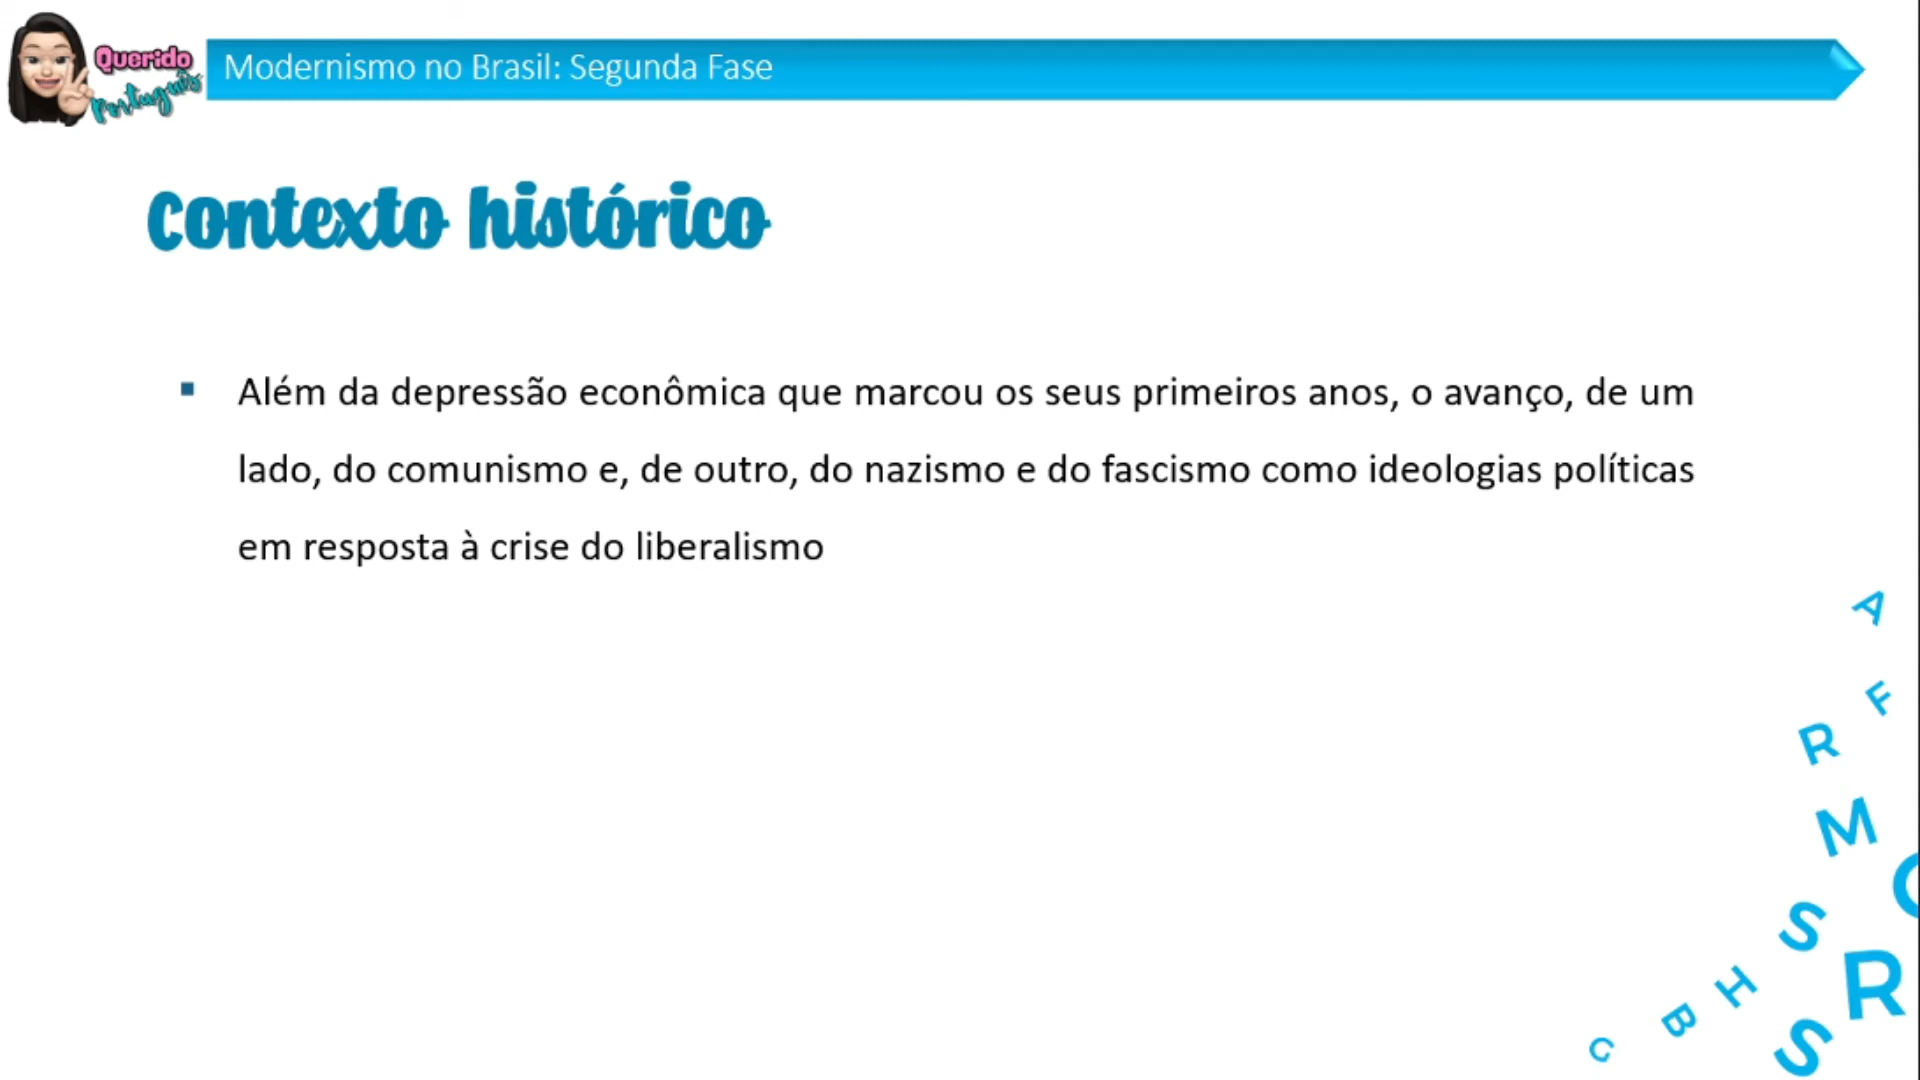 Querido
Português
Modernismo no Brasil: Segunda Fase
Contexto histórico
▪ Além da depressão econômica que marcou os seus primeiros anos, o avanço, de um
lado, do comunismo e, de outro, do nazismo e do fascismo como ideologias políticas
em resposta à crise do liberalismo
A
F
R
M
S
R
H
B
S